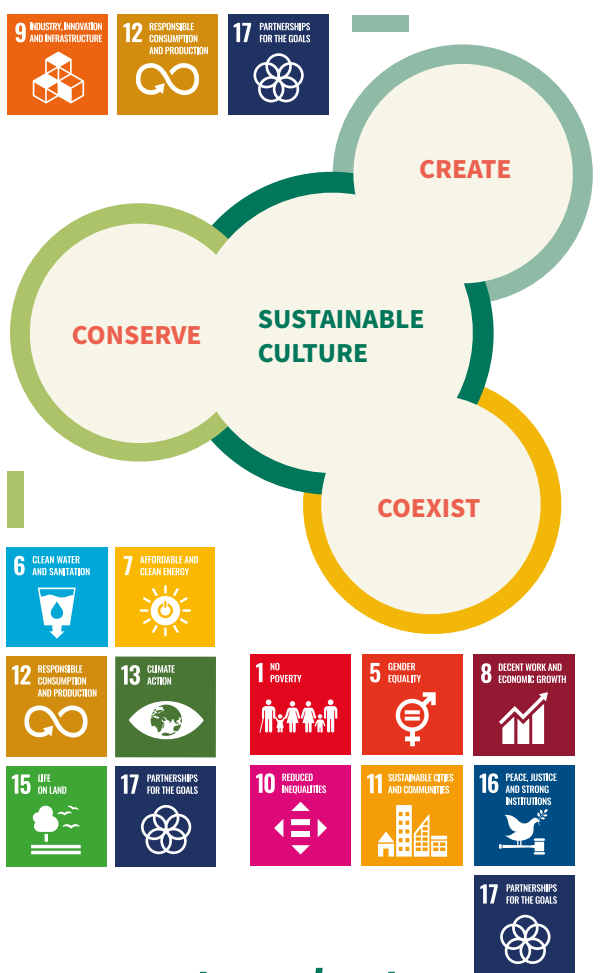 9 INDUSTRY, INNOVATION
AND INFRASTRUCTURE
12 RESPONSIBLE
CONSUMPTION
AND PRODUCTION
17 PARTNERSHIPS
FOR THE GOALS
CREATE
CONSERVE
SUSTAINABLE
CULTURE
COEXIST
6 CLEAN WATER
AND SANITATION
7 AFFORDABLE AND
CLEAN ENERGY
12 RESPONSIBLE
CONSUMPTION
AND PRODUCTION
13 CLIMATE
ACTION
15 LIFE
ON LAND
17 PARTNERSHIPS
FOR THE GOALS
1 NO
POVERTY
5 GENDER
EQUALITY
8 DECENT WORK AND
ECONOMIC GROWTH
10 REDUCED
INEQUALITIES
11 SUSTAINABLE CITIES
AND COMMUNITIES
16 PEACE, JUSTICE
AND STRONG
INSTITUTIONS
17 PARTNERSHIPS
FOR THE GOALS